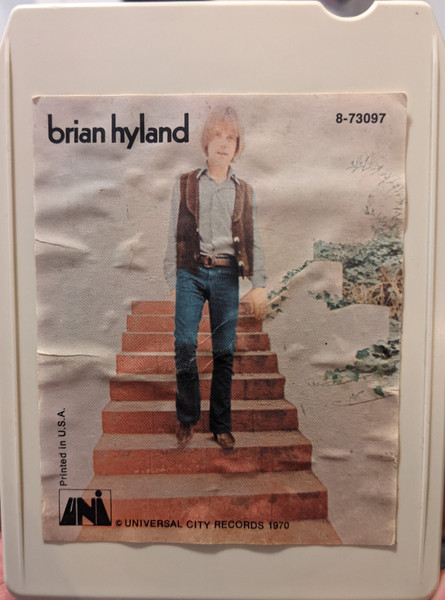 brian hyland
8-73097
Printed in U.S.A.
UNI
© UNIVERSAL CITY RECORDS 1970